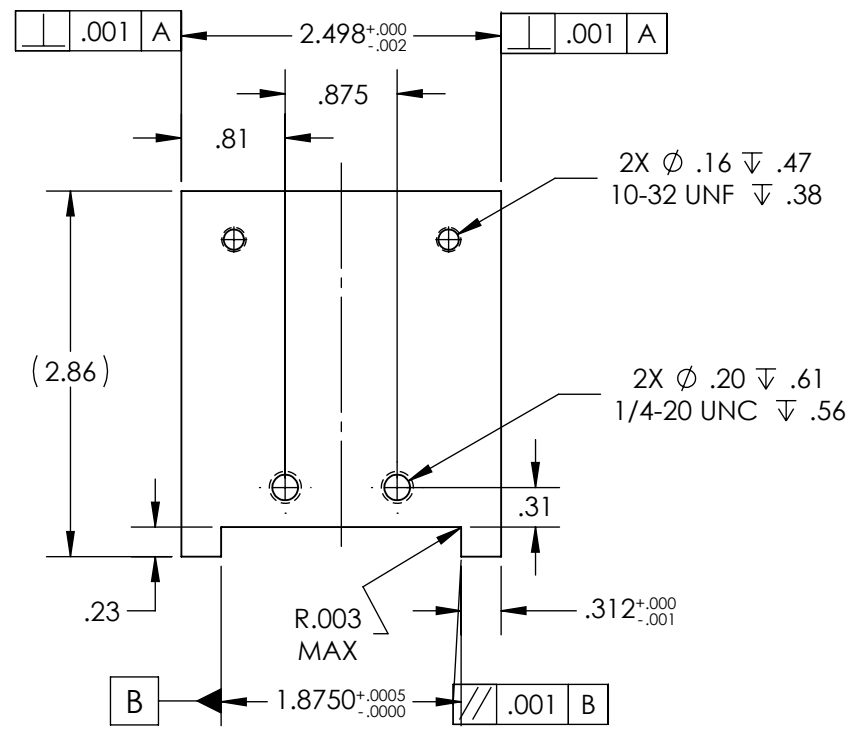 ⊥ .001 A
2.498 +.000 -.002
⊥ .001 A
.875
.81
2X ⌀ .16 ↧ .47
10-32 UNF ↧ .38
(2.86)
2X ⌀ .20 ↧ .61
1/4-20 UNC ↧ .56
.31
.23
R.003
MAX
.312 +.000 -.001
B
1.8750 +.0005 -.0000
// .001 B